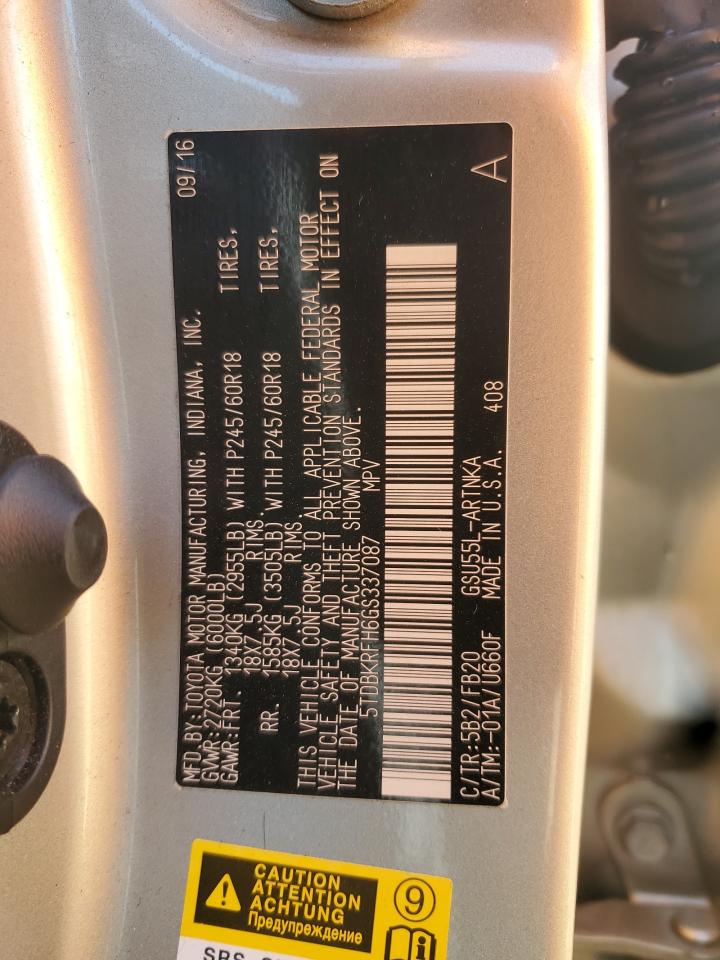 MFD.BY:TOYOTA MOTOR MANUFACTURING, INDIANA, INC. 09/16
GVWR:2720KG (6000LB)
GAWR:FRT. 1340KG (2955LB) WITH P245/60R18 TIRES.
18X7.5J RIMS.
RR. 1585KG (3505LB) WITH P245/60R18 TIRES.
18X7.5J RIMS.
THIS VEHICLE CONFORMS TO ALL APPLICABLE FEDERAL MOTOR
VEHICLE SAFETY AND THEFT PREVENTION STANDARDS IN EFFECT ON
THE DATE OF MANUFACTURE SHOWN ABOVE.
5TDBKRFH6GS337087 MPV
C/TR:5B2/FB20 GSU55L-ARTNKA 408 A
A/TM:-01A/U660F MADE IN U.S.A.
CAUTION
ATTENTION
ACHTUNG
Предупреждение
9
SRS